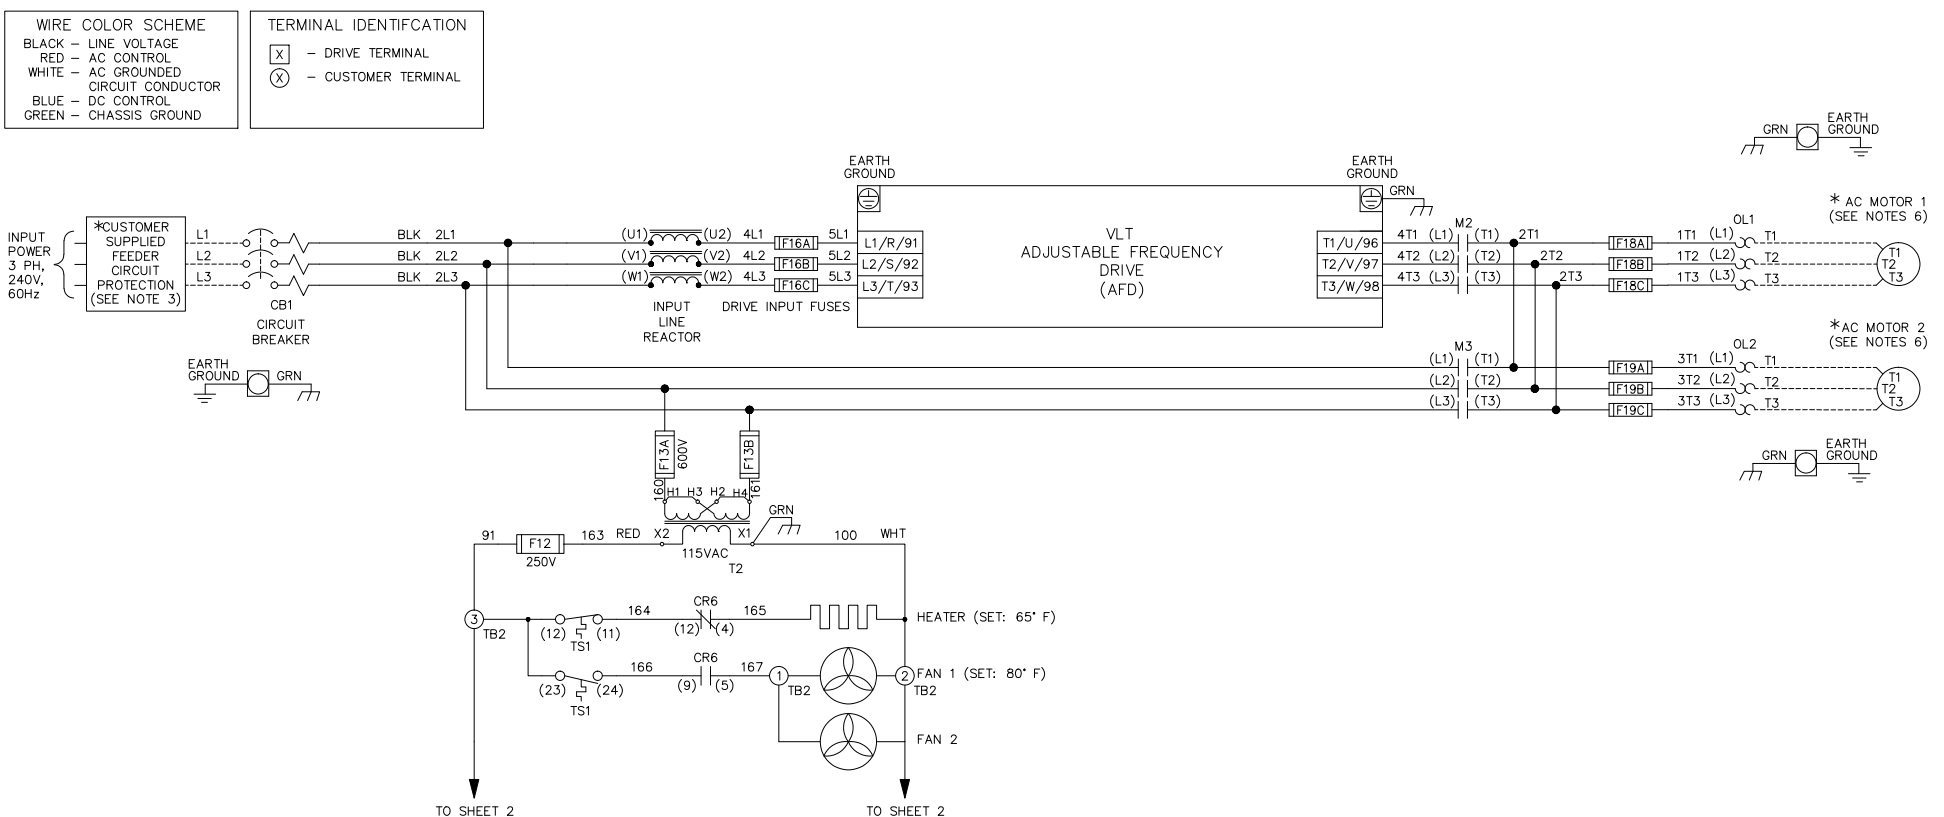 WIRE COLOR SCHEME
BLACK – LINE VOLTAGE
RED – AC CONTROL
WHITE – AC GROUNDED
CIRCUIT CONDUCTOR
BLUE – DC CONTROL
GREEN – CHASSIS GROUND
TERMINAL IDENTIFCATION
X – DRIVE TERMINAL
X – CUSTOMER TERMINAL
GRN
EARTH
GROUND
INPUT
POWER
3 PH,
240V,
60Hz
*CUSTOMER
SUPPLIED
FEEDER
CIRCUIT
PROTECTION
(SEE NOTE 3)
L1
L2
L3
CB1
CIRCUIT
BREAKER
BLK 2L1
BLK 2L2
BLK 2L3
(U1) (U2) 4L1 F16A 5L1
(V1) (V2) 4L2 F16B 5L2
(W1) (W2) 4L3 F16C 5L3
INPUT
LINE
REACTOR
DRIVE INPUT FUSES
EARTH
GROUND
L1/R/91
L2/S/92
L3/T/93
VLT
ADJUSTABLE FREQUENCY
DRIVE
(AFD)
EARTH
GROUND
GRN
T1/U/96
T2/V/97
T3/W/98
M2
4T1 (L1) (T1) 2T1
4T2 (L2) (T2) 2T2
4T3 (L3) (T3) 2T3
F18A 1T1 (L1) T1
F18B 1T2 (L2) T2
F18C 1T3 (L3) T3
OL1
* AC MOTOR 1
(SEE NOTES 6)
T1
T2
T3
M3
(L1) (T1)
(L2) (T2)
(L3) (T3)
F19A 3T1 (L1) T1
F19B 3T2 (L2) T2
F19C 3T3 (L3) T3
OL2
*AC MOTOR 2
(SEE NOTES 6)
T1
T2
T3
EARTH
GROUND
GRN
GRN
EARTH
GROUND
F13A
600V
F13B
160
H1 H3 H2 H4
161
GRN
91 F12 163 RED X2 X1 100 WHT
250V
115VAC
T2
3
TB2
(12) (11)
TS1
164
CR6
(12) (4)
165
HEATER (SET: 65° F)
(23) (24)
TS1
166
CR6
(9) (5)
167
1
TB2
2
TB2
FAN 1 (SET: 80° F)
FAN 2
TO SHEET 2
TO SHEET 2